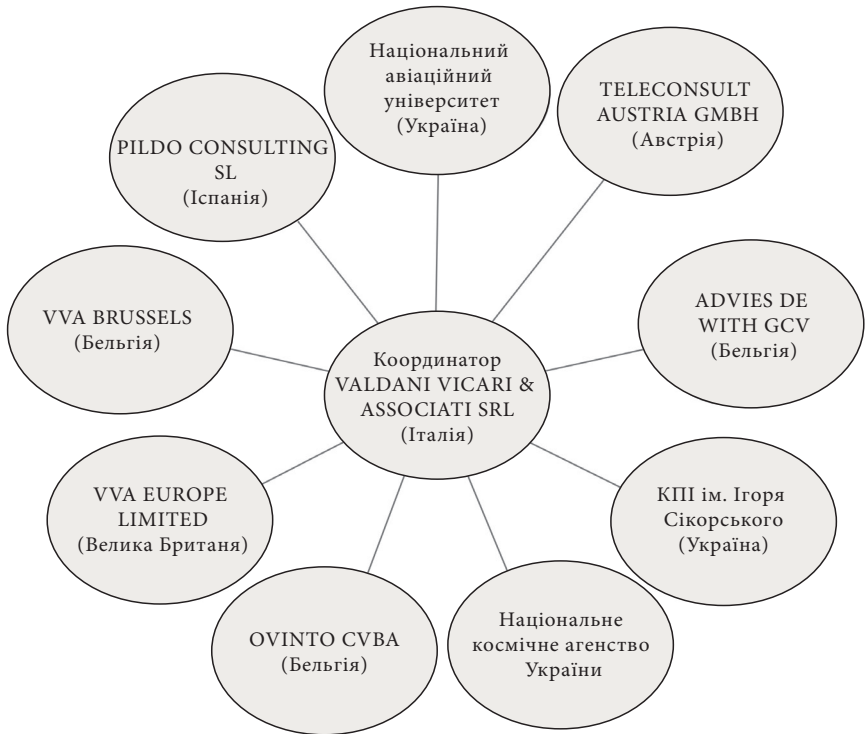 Національний
авіаційний
університет
(Україна)
TELECONSULT
AUSTRIA GMBH
(Австрія)
PILDO CONSULTING
SL
(Іспанія)
ADVIES DE
WITH GCV
(Бельгія)
VVA BRUSSELS
(Бельгія)
Координатор
VALDANI VICARI &
ASSOCIATI SRL
(Італія)
VVA EUROPE
LIMITED
(Велика Британя)
КПІ ім. Ігоря
Сікорського
(Україна)
OVINTO CVBA
(Бельгія)
Національне
космічне агенство
України